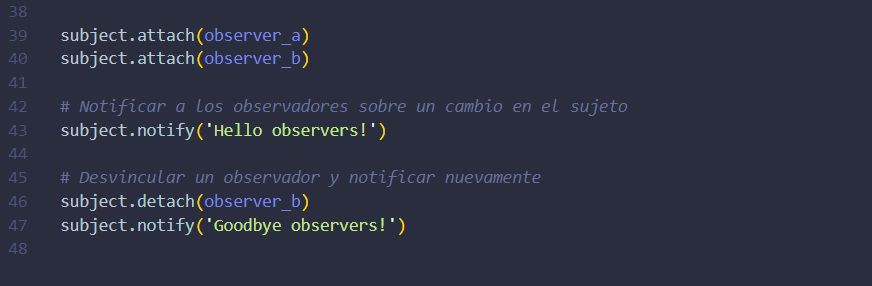 38
39 subject.attach(observer_a)
40 subject.attach(observer_b)
41
42 # Notificar a los observadores sobre un cambio en el sujeto
43 subject.notify('Hello observers!')
44
45 # Desvincular un observador y notificar nuevamente
46 subject.detach(observer_b)
47 subject.notify('Goodbye observers!')
48